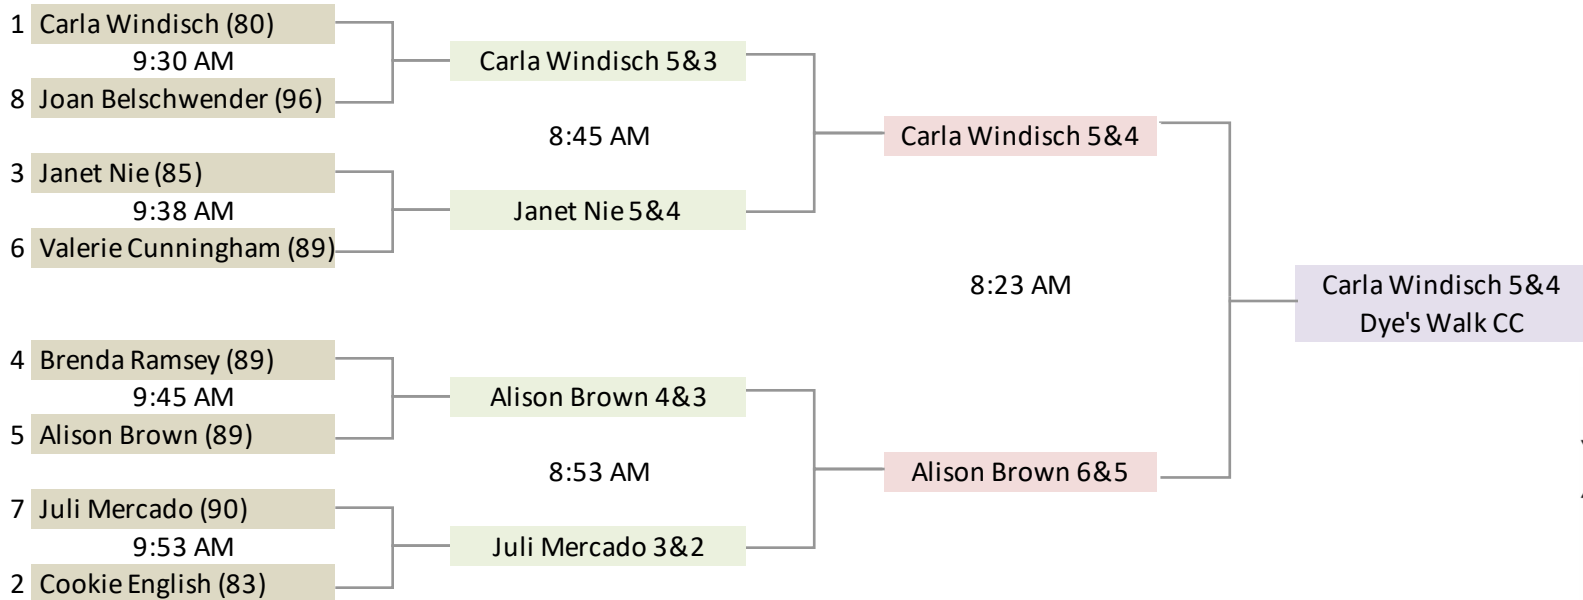 1 Carla Windisch (80)
9:30 AM
8 Joan Belschwender (96)
3 Janet Nie (85)
9:38 AM
6 Valerie Cunningham (89)
4 Brenda Ramsey (89)
9:45 AM
5 Alison Brown (89)
7 Juli Mercado (90)
9:53 AM
2 Cookie English (83)
Carla Windisch 5&3
8:45 AM
Janet Nie 5&4
Alison Brown 4&3
8:53 AM
Juli Mercado 3&2
Carla Windisch 5&4
8:23 AM
Alison Brown 6&5
Carla Windisch 5&4
Dye's Walk CC